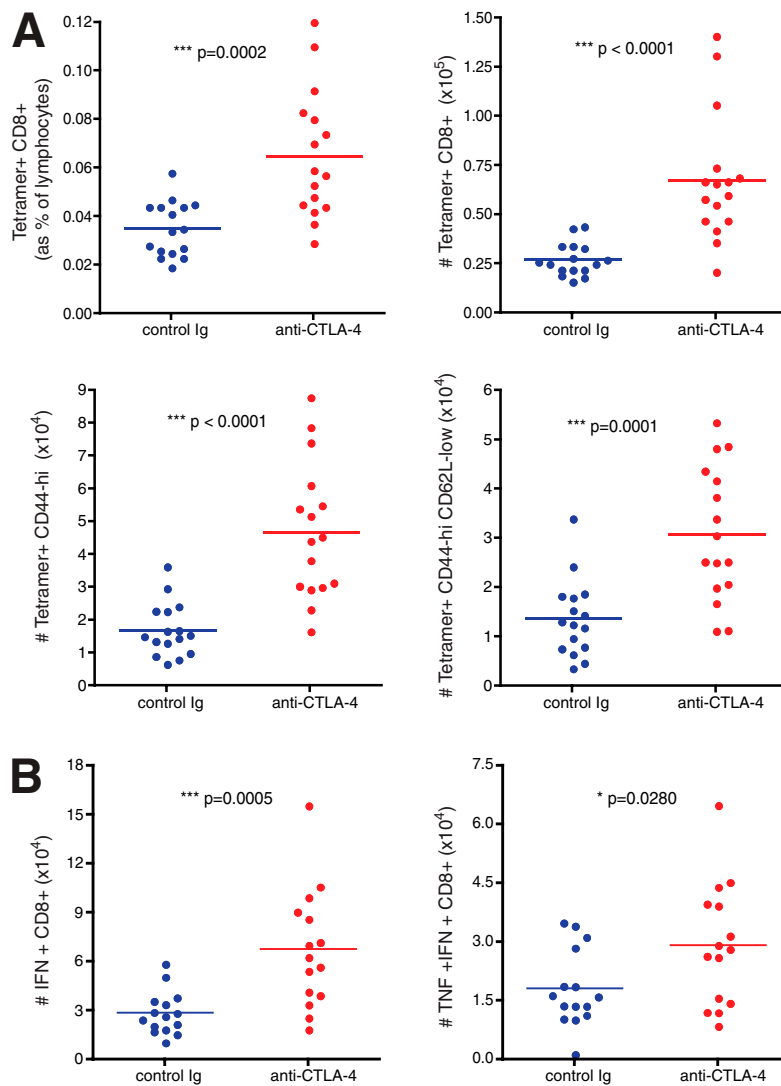 A
Tetramer+ CD8+
(as % of lymphocytes)
0.12
0.10
0.08
0.06
0.04
0.02
0.00
*** p=0.0002
control Ig
anti-CTLA-4
# Tetramer+ CD8+ (x10⁵)
1.50
1.25
1.00
0.75
0.50
0.25
0.00
*** p < 0.0001
control Ig
anti-CTLA-4
# Tetramer+ CD44-hi (x10⁴)
9
8
7
6
5
4
3
2
1
0
*** p < 0.0001
control Ig
anti-CTLA-4
# Tetramer+ CD44-hi CD62L-low (x10⁴)
6
5
4
3
2
1
0
*** p=0.0001
control Ig
anti-CTLA-4
B
# IFN + CD8+ (x10⁴)
18
15
12
9
6
3
0
*** p=0.0005
control Ig
anti-CTLA-4
# TNF +IFN + CD8+ (x10⁴)
7.5
6.0
4.5
3.0
1.5
0.0
* p=0.0280
control Ig
anti-CTLA-4